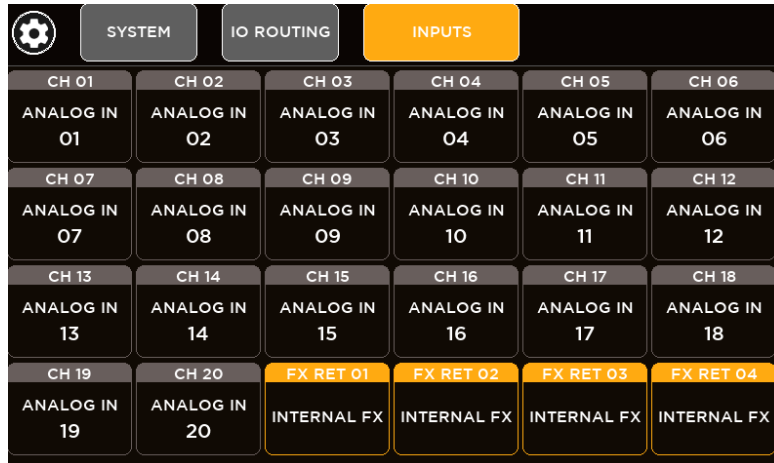 SYSTEM IO ROUTING INPUTS
CH 01 CH 02 CH 03 CH 04 CH 05 CH 06
ANALOG IN ANALOG IN ANALOG IN ANALOG IN ANALOG IN ANALOG IN
01 02 03 04 05 06
CH 07 CH 08 CH 09 CH 10 CH 11 CH 12
ANALOG IN ANALOG IN ANALOG IN ANALOG IN ANALOG IN ANALOG IN
07 08 09 10 11 12
CH 13 CH 14 CH 15 CH 16 CH 17 CH 18
ANALOG IN ANALOG IN ANALOG IN ANALOG IN ANALOG IN ANALOG IN
13 14 15 16 17 18
CH 19 CH 20 FX RET 01 FX RET 02 FX RET 03 FX RET 04
ANALOG IN ANALOG IN INTERNAL FX INTERNAL FX INTERNAL FX INTERNAL FX
19 20